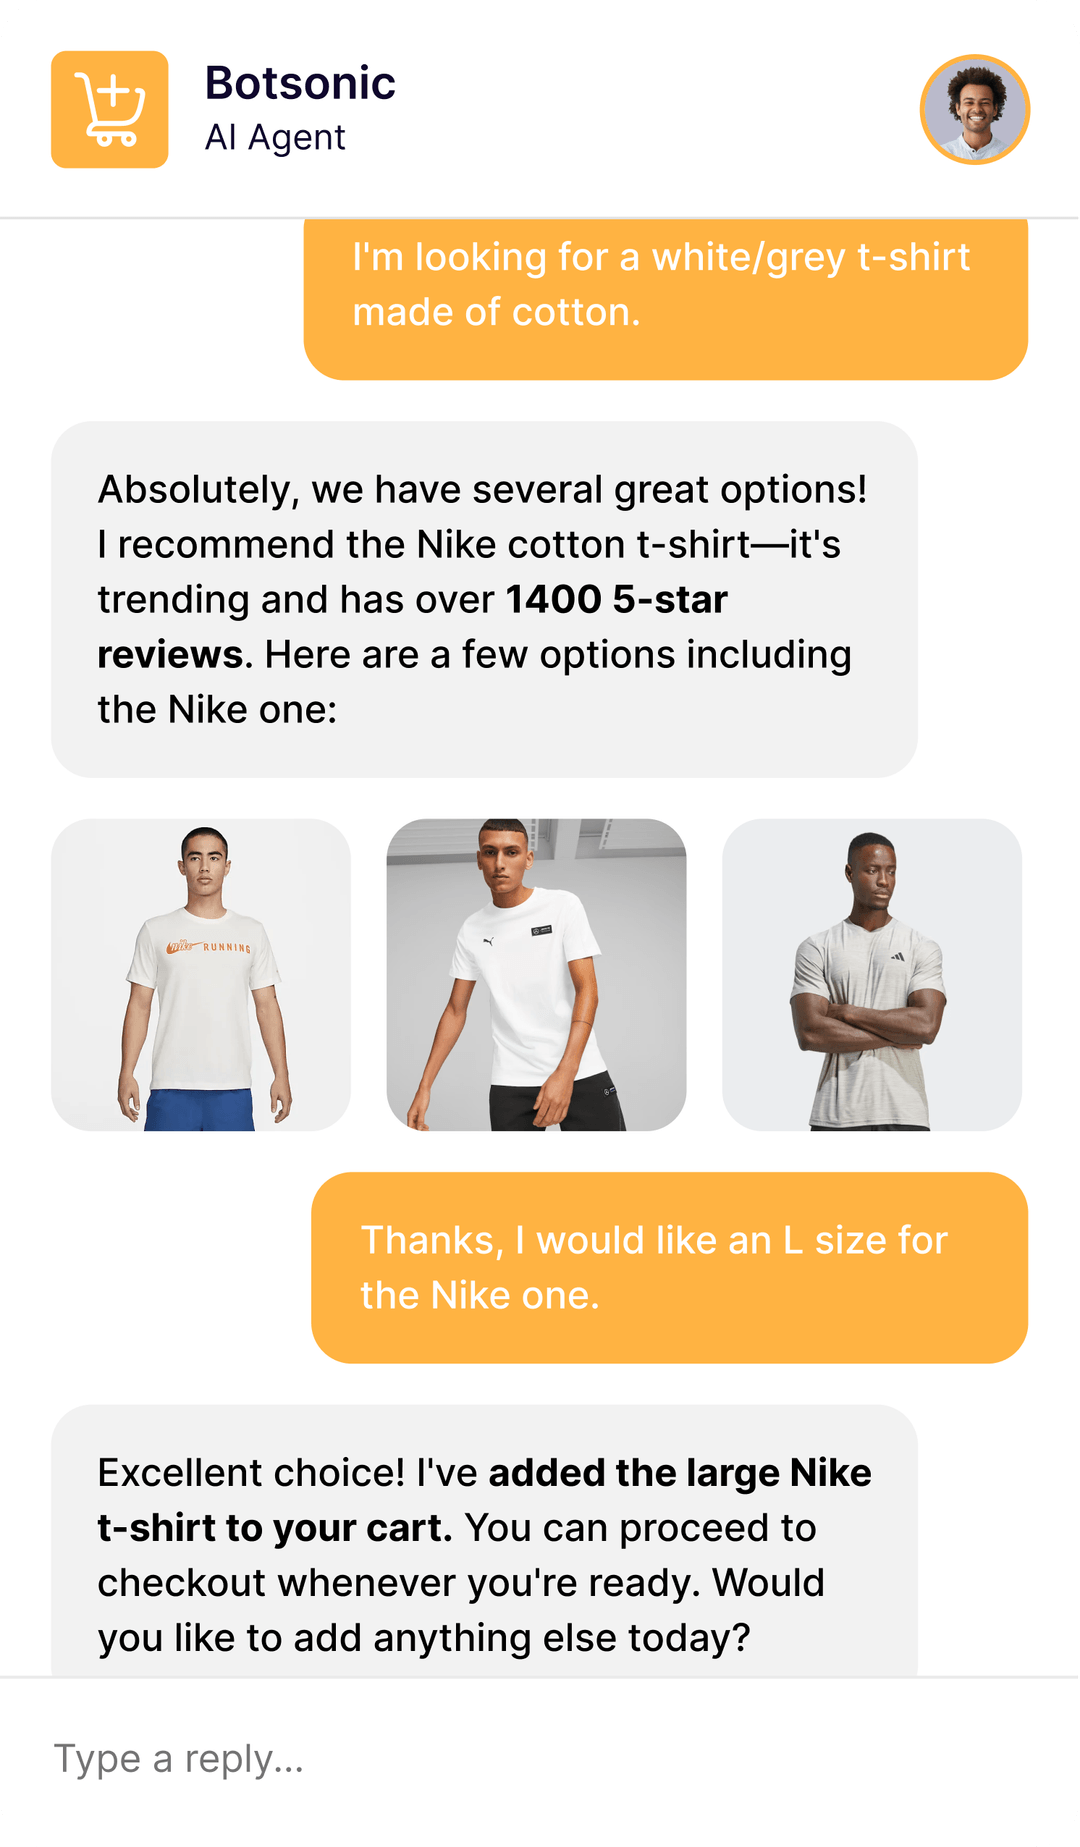 Botsonic
AI Agent
I'm looking for a white/grey t-shirt
made of cotton.
Absolutely, we have several great options!
I recommend the Nike cotton t-shirt—it's
trending and has over 1400 5-star
reviews. Here are a few options including
the Nike one:
RUNNING
Thanks, I would like an L size for
the Nike one.
Excellent choice! I've added the large Nike
t-shirt to your cart. You can proceed to
checkout whenever you're ready. Would
you like to add anything else today?
Type a reply...